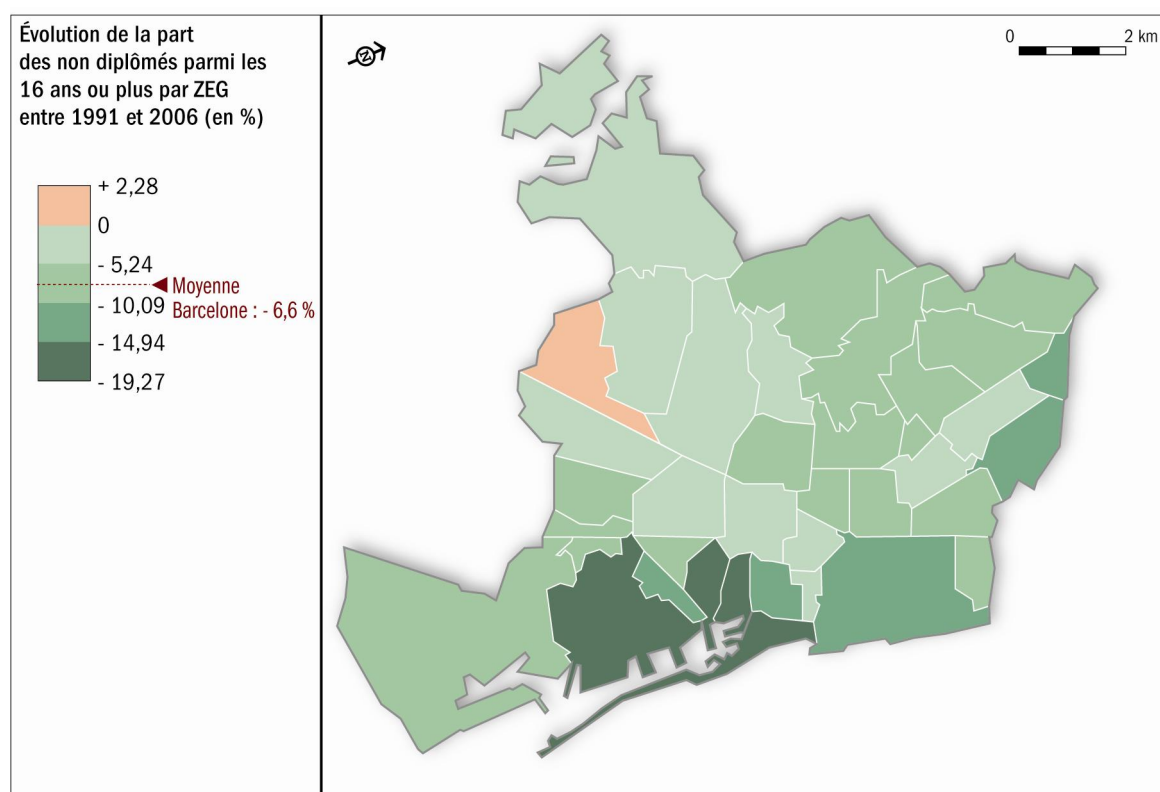 Évolution de la part
des non diplômés parmi les
16 ans ou plus par ZEG
entre 1991 et 2006 (en %)
+ 2,28
0
- 5,24
Moyenne
Barcelone : - 6,6 %
- 10,09
- 14,94
- 19,27
N
0 2 km